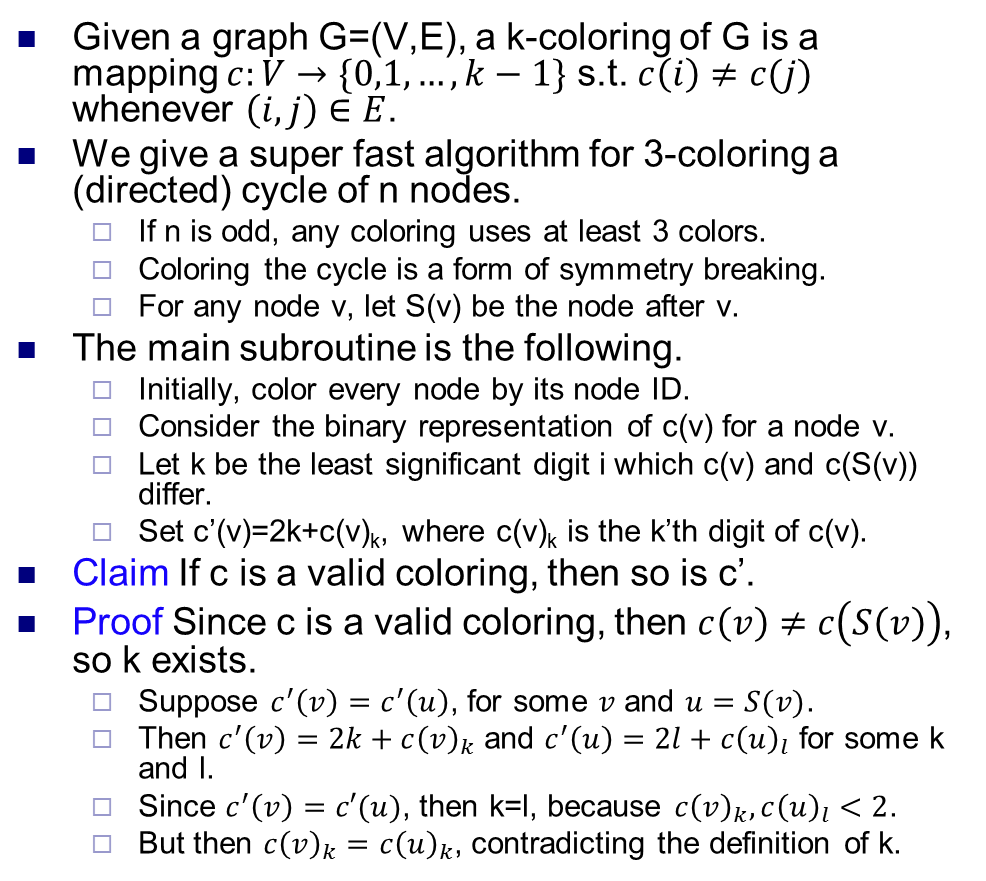 Given a graph G=(V,E), a k-coloring of G is a
mapping c: V → {0,1, ..., k − 1} s.t. c(i) ≠ c(j)
whenever (i, j) ∈ E.
We give a super fast algorithm for 3-coloring a
(directed) cycle of n nodes.
If n is odd, any coloring uses at least 3 colors.
Coloring the cycle is a form of symmetry breaking.
For any node v, let S(v) be the node after v.
The main subroutine is the following.
Initially, color every node by its node ID.
Consider the binary representation of c(v) for a node v.
Let k be the least significant digit i which c(v) and c(S(v))
differ.
Set c’(v)=2k+c(v)ₖ, where c(v)ₖ is the k’th digit of c(v).
Claim If c is a valid coloring, then so is c’.
Proof Since c is a valid coloring, then c(v) ≠ c(S(v)),
so k exists.
Suppose c′(v) = c′(u), for some v and u = S(v).
Then c′(v) = 2k + c(v)ₖ and c′(u) = 2l + c(u)ₗ for some k
and l.
Since c′(v) = c′(u), then k=l, because c(v)ₖ, c(u)ₗ < 2.
But then c(v)ₖ = c(u)ₖ, contradicting the definition of k.